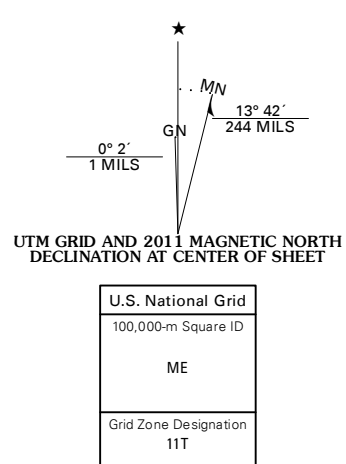 ★
MN
GN
13° 42´
244 MILS
0° 2´
1 MILS
UTM GRID AND 2011 MAGNETIC NORTH
DECLINATION AT CENTER OF SHEET
U.S. National Grid
100,000-m Square ID
ME
Grid Zone Designation
11T